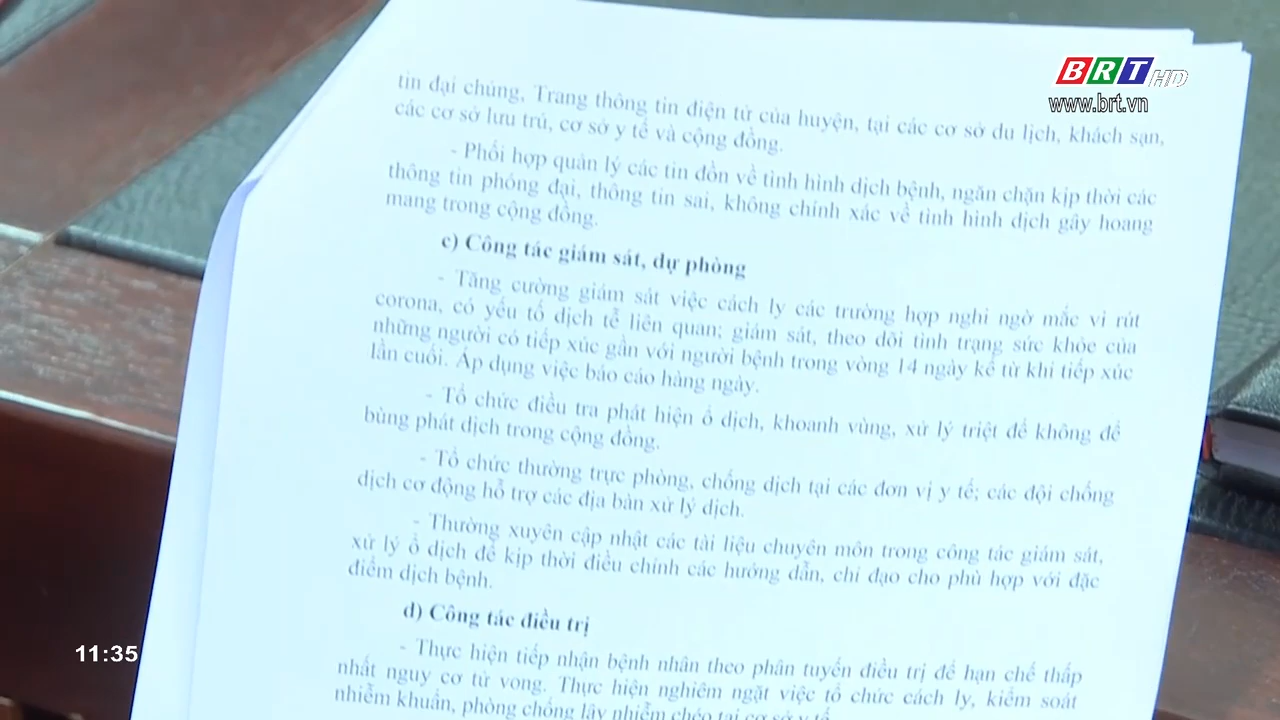 BRT HD
www.brt.vn
tin đại chúng, Trang thông tin điện tử của huyện, tại các cơ sở du lịch, khách sạn,
các cơ sở lưu trú, cơ sở y tế và cộng đồng.
- Phối hợp quản lý các tin đồn về tình hình dịch bệnh, ngăn chặn kịp thời các
thông tin phóng đại, thông tin sai, không chính xác về tình hình dịch gây hoang
mang trong cộng đồng.
c) Công tác giám sát, dự phòng
- Tăng cường giám sát việc cách ly các trường hợp nghi ngờ mắc vi rút
corona, có yếu tố dịch tễ liên quan; giám sát, theo dõi tình trạng sức khỏe của
những người có tiếp xúc gần với người bệnh trong vòng 14 ngày kể từ khi tiếp xúc
lần cuối. Áp dụng việc báo cáo hàng ngày.
- Tổ chức điều tra phát hiện ổ dịch, khoanh vùng, xử lý triệt để không để
bùng phát dịch trong cộng đồng.
- Tổ chức thường trực phòng, chống dịch tại các đơn vị y tế; các đội chống
dịch cơ động hỗ trợ các địa bàn xử lý dịch.
- Thường xuyên cập nhật các tài liệu chuyên môn trong công tác giám sát,
xử lý ổ dịch để kịp thời điều chỉnh các hướng dẫn, chỉ đạo cho phù hợp với đặc
điểm dịch bệnh.
d) Công tác điều trị
- Thực hiện tiếp nhận bệnh nhân theo phân tuyến điều trị để hạn chế thấp
nhất nguy cơ tử vong. Thực hiện nghiêm ngặt việc tổ chức cách ly, kiểm soát
nhiễm khuẩn, phòng chống lây nhiễm chéo tại cơ sở y tế
11:35